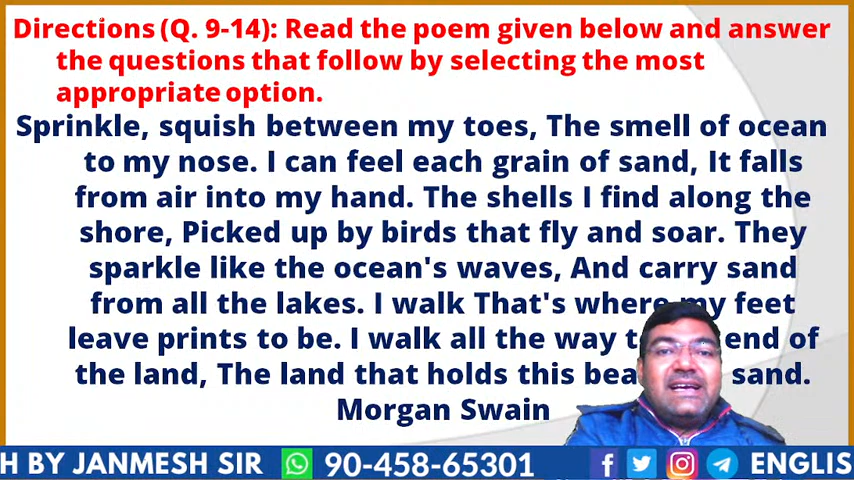 Directions (Q. 9-14): Read the poem given below and answer
the questions that follow by selecting the most
appropriate option.
Sprinkle, squish between my toes, The smell of ocean
to my nose. I can feel each grain of sand, It falls
from air into my hand. The shells I find along the
shore, Picked up by birds that fly and soar. They
sparkle like the ocean's waves, And carry sand
from all the lakes. I walk That's where my feet
leave prints to be. I walk all the way end of
the land, The land that holds this sand.
Morgan Swain
H BY JANMESH SIR 90-458-65301 ENGLIS